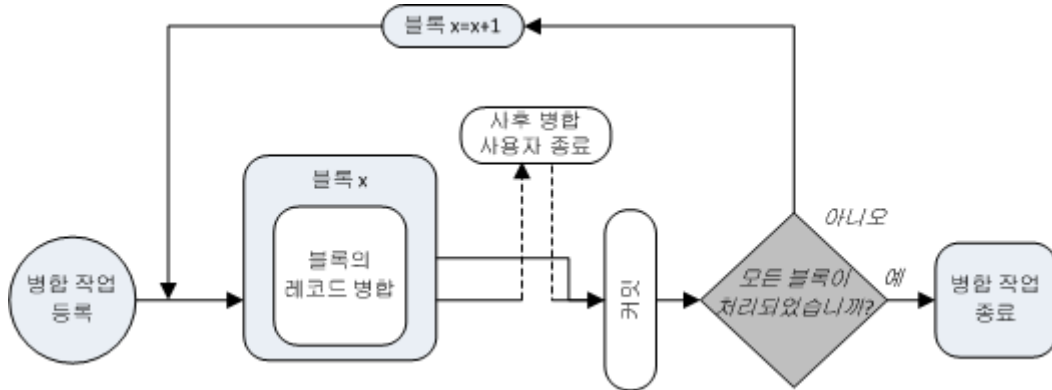 블록 x=x+1
사후 병합
사용자 종료
블록 x
블록의
레코드 병합
병합 작업
등록
커밋
모든 블록이
처리되었습니까?
아니오
예
병합 작업
종료